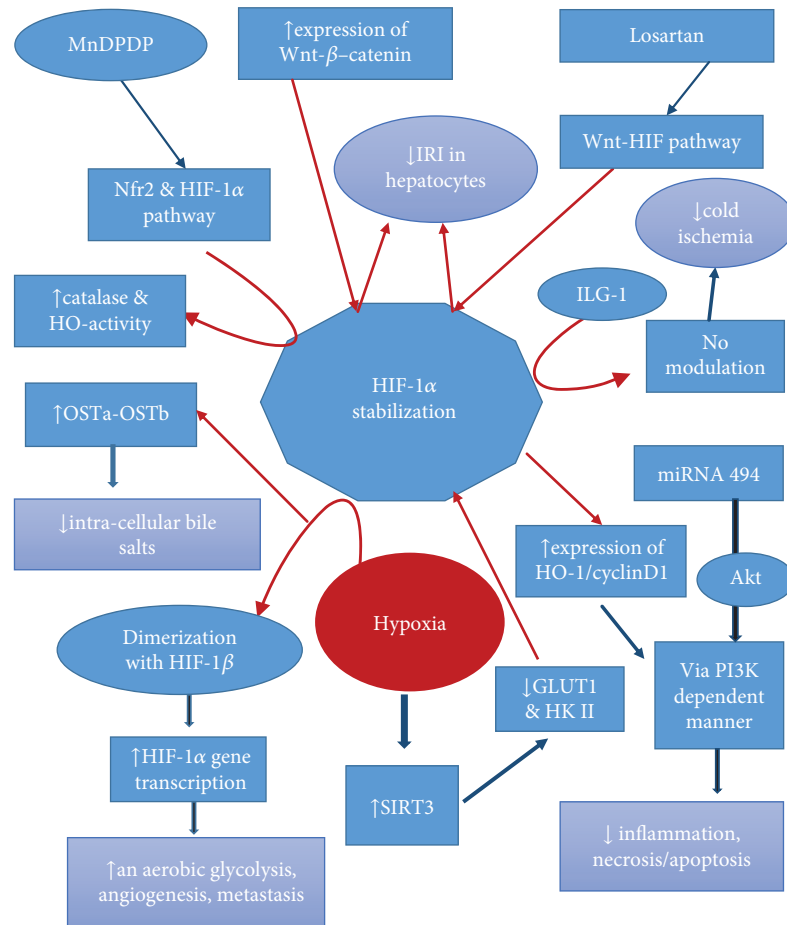 MnDPDP
↑expression of
Wnt-β–catenin
Losartan
Wnt-HIF pathway
↓IRI in
hepatocytes
Nfr2 & HIF-1α
pathway
↓cold
ischemia
↑catalase &
HO-activity
ILG-1
No
modulation
HIF-1α
stabilization
↑OSTa-OSTb
miRNA 494
↓intra-cellular bile
salts
↑expression of
HO-1/cyclinD1
Akt
Hypoxia
Dimerization
with HIF-1β
Via PI3K
dependent
manner
↓GLUT1
& HK II
↑HIF-1α gene
transcription
↑SIRT3
↓ inflammation,
necrosis/apoptosis
↑an aerobic glycolysis,
angiogenesis, metastasis